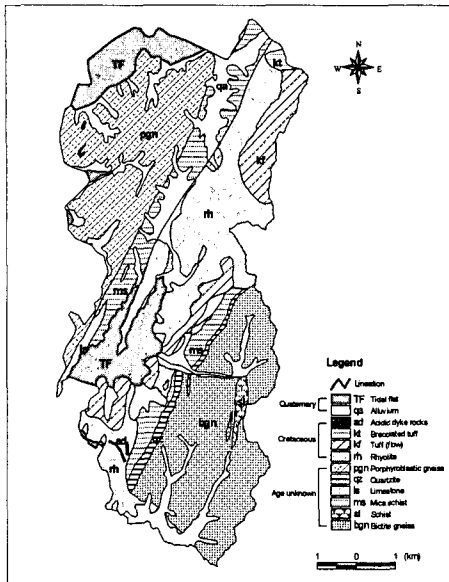 N
W E
S
TF
kt
qa
pgn
kf
rh
ms
TF
ms
bgn
rh
Legend
Lineation
Quaternary
TF Tidal flat
qa Alluvium
Cretaceous
ad Acidic dyke rocks
kt Brecciated tuff
kf Tuff (flow)
rh Rhyolite
Age unknown
pgn Porphyroblastic gneiss
qz Quartzite
ls Limestone
ms Mica schist
sl Schist
bgn Biotite gneiss
1 0 1 (km)